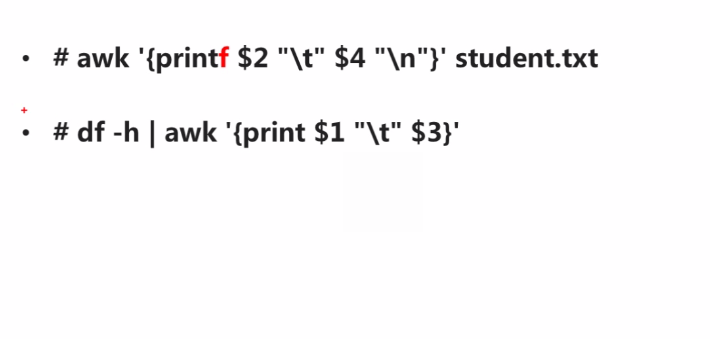 • # awk '{printf $2 "\t" $4 "\n"}' student.txt
• # df -h | awk '{print $1 "\t" $3}'